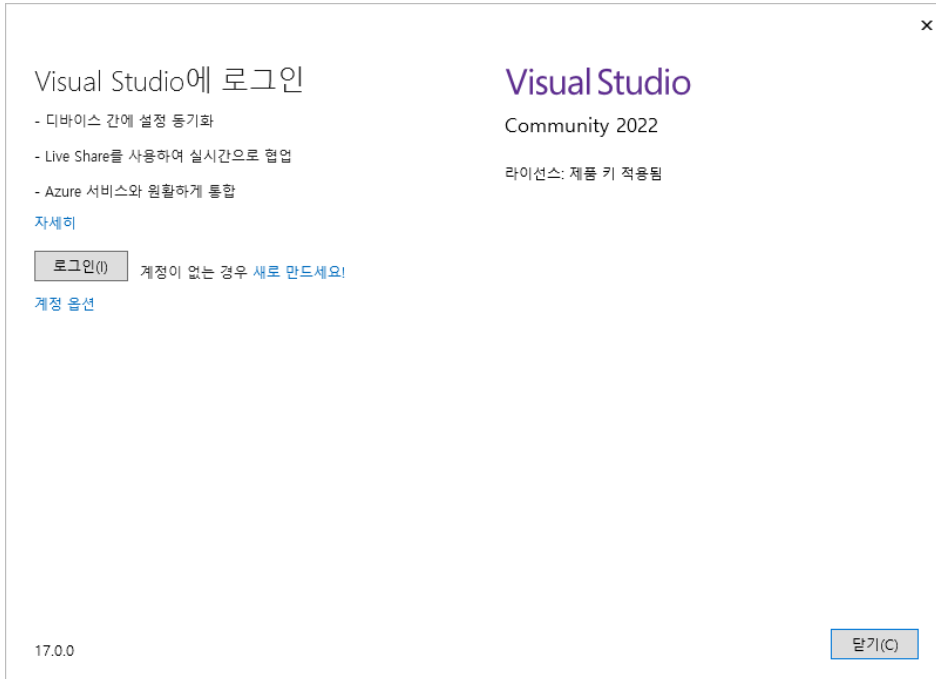 Visual Studio에 로그인
- 디바이스 간에 설정 동기화
- Live Share를 사용하여 실시간으로 협업
- Azure 서비스와 원활하게 통합
자세히
로그인(I)
계정이 없는 경우 새로 만드세요!
계정 옵션
Visual Studio
Community 2022
라이선스: 제품 키 적용됨
17.0.0
닫기(C)